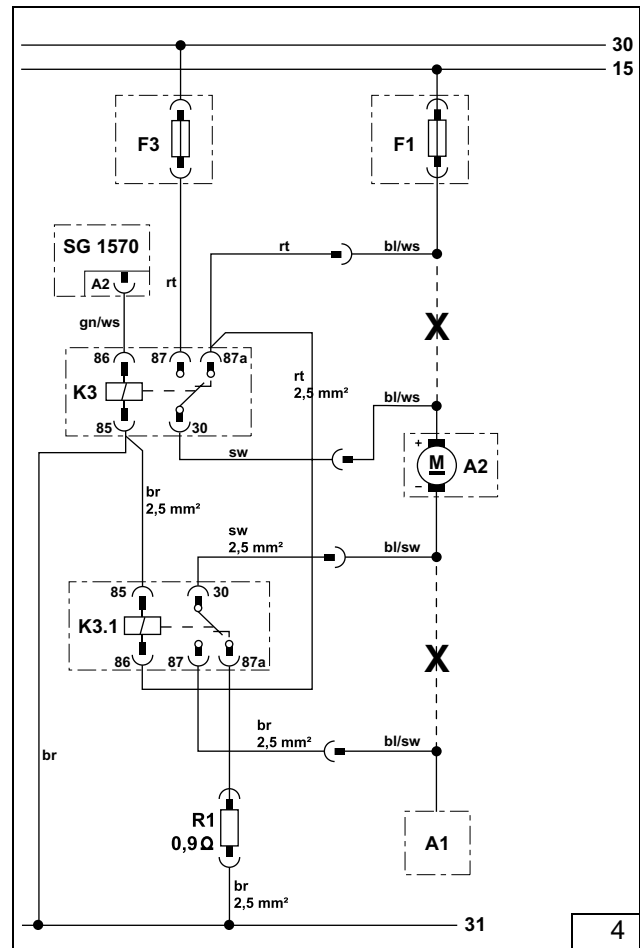 30
15
F3
F1
SG 1570
A2
rt
bl/ws
rt
gn/ws
86
87
87a
K3
rt
2,5 mm²
85
30
bl/ws
sw
+
M
A2
–
br
2,5 mm²
sw
2,5 mm²
bl/sw
85
30
K3.1
86
87
87a
br
br
2,5 mm²
bl/sw
R1
0,9 Ω
A1
br
2,5 mm²
31
4